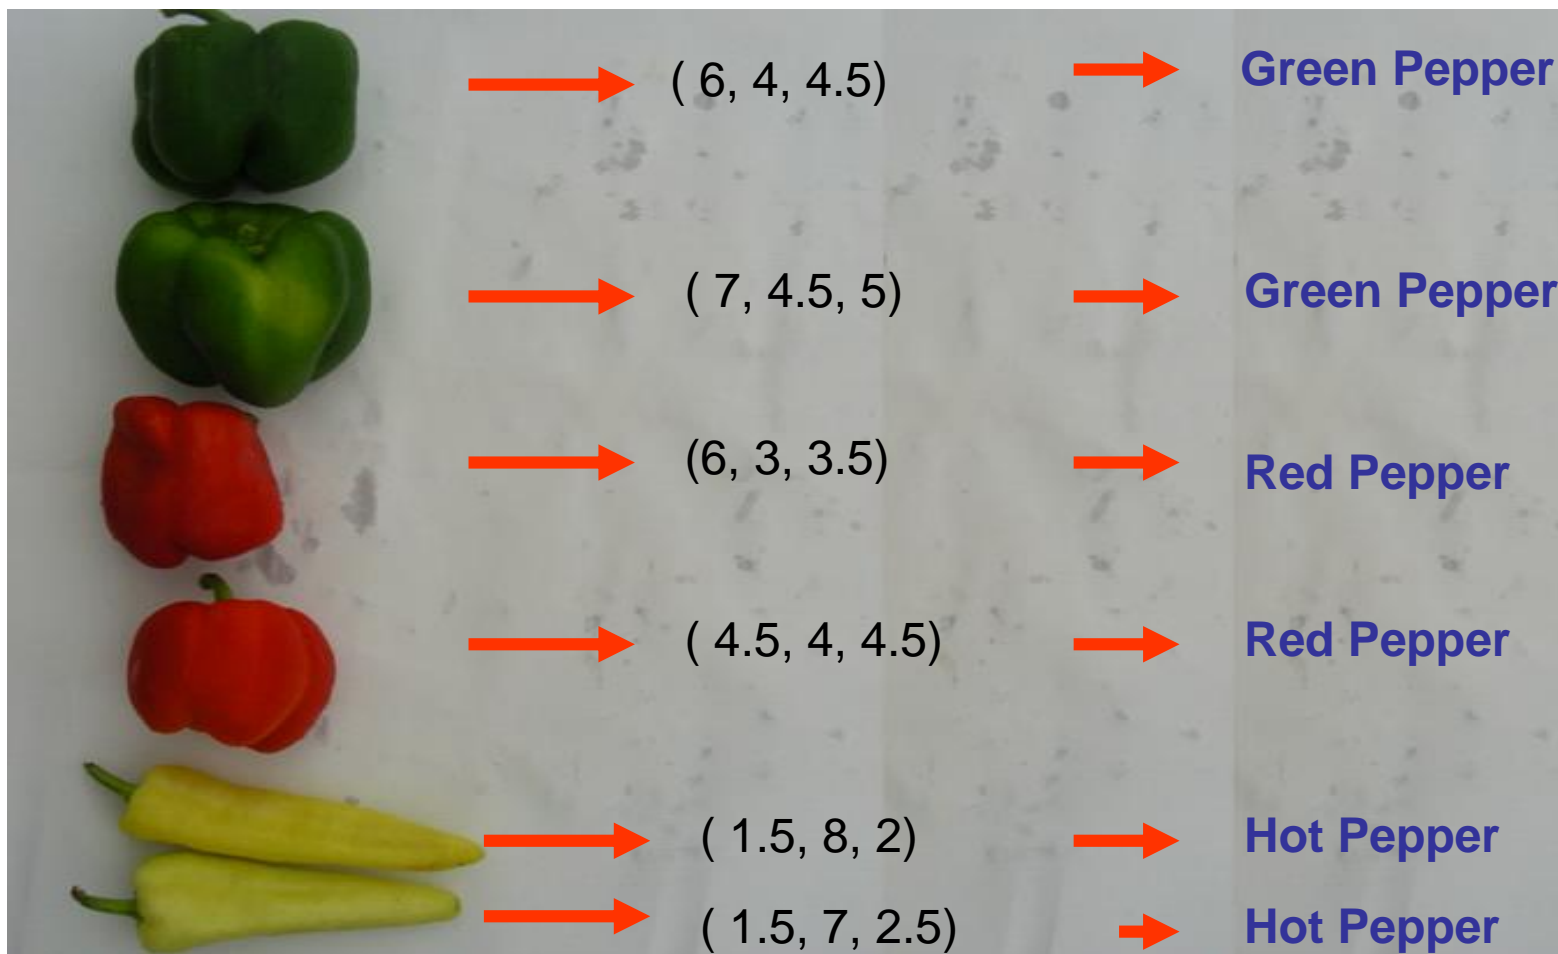 ( 6, 4, 4.5) Green Pepper
( 7, 4.5, 5) Green Pepper
(6, 3, 3.5) Red Pepper
( 4.5, 4, 4.5) Red Pepper
( 1.5, 8, 2) Hot Pepper
( 1.5, 7, 2.5) Hot Pepper